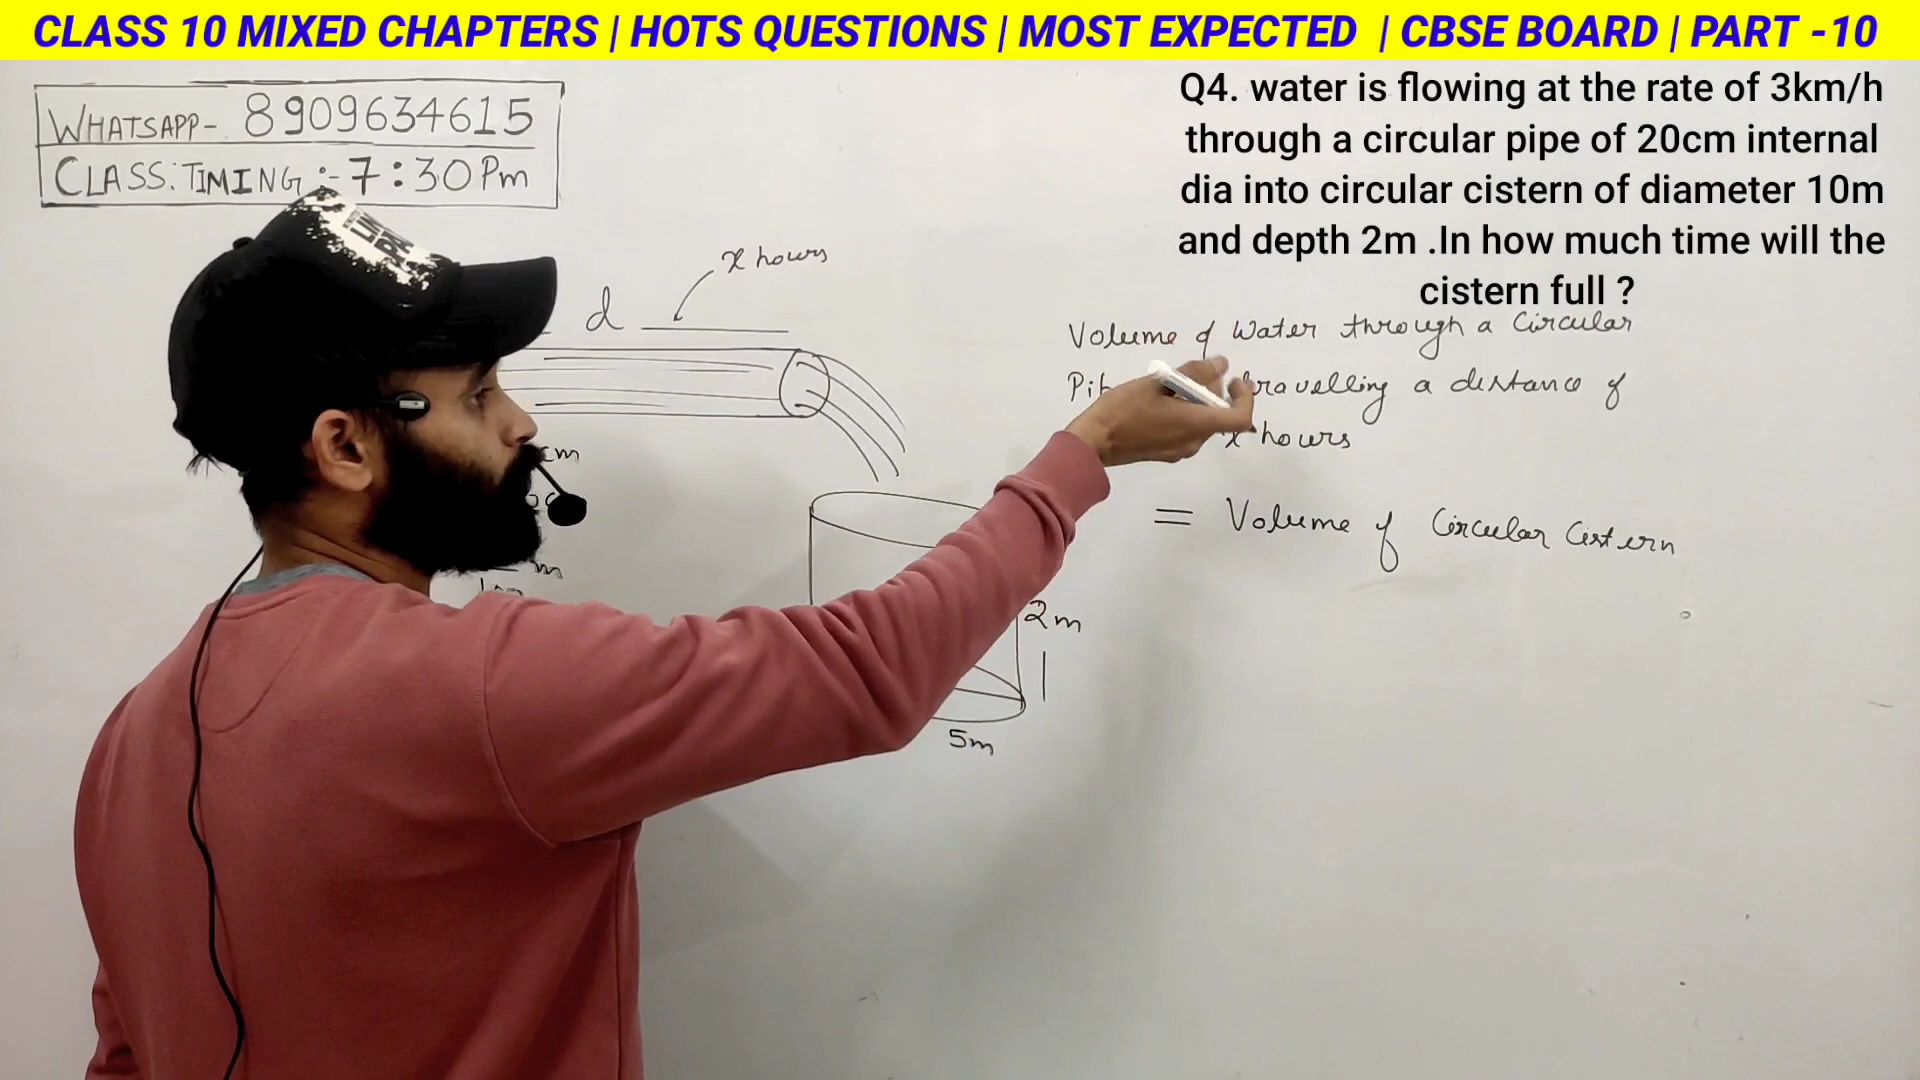 CLASS 10 MIXED CHAPTERS | HOTS QUESTIONS | MOST EXPECTED | CBSE BOARD | PART -10
WHATSAPP- 8909634615
CLASS: TIMING :- 7:30 Pm
Q4. water is flowing at the rate of 3km/h
through a circular pipe of 20cm internal
dia into circular cistern of diameter 10m
and depth 2m .In how much time will the
cistern full ?
x hours
d
Volume of Water through a Circular
travelling a distance of
x hours
= Volume of Circular Cistern
cm
m
2m
5m